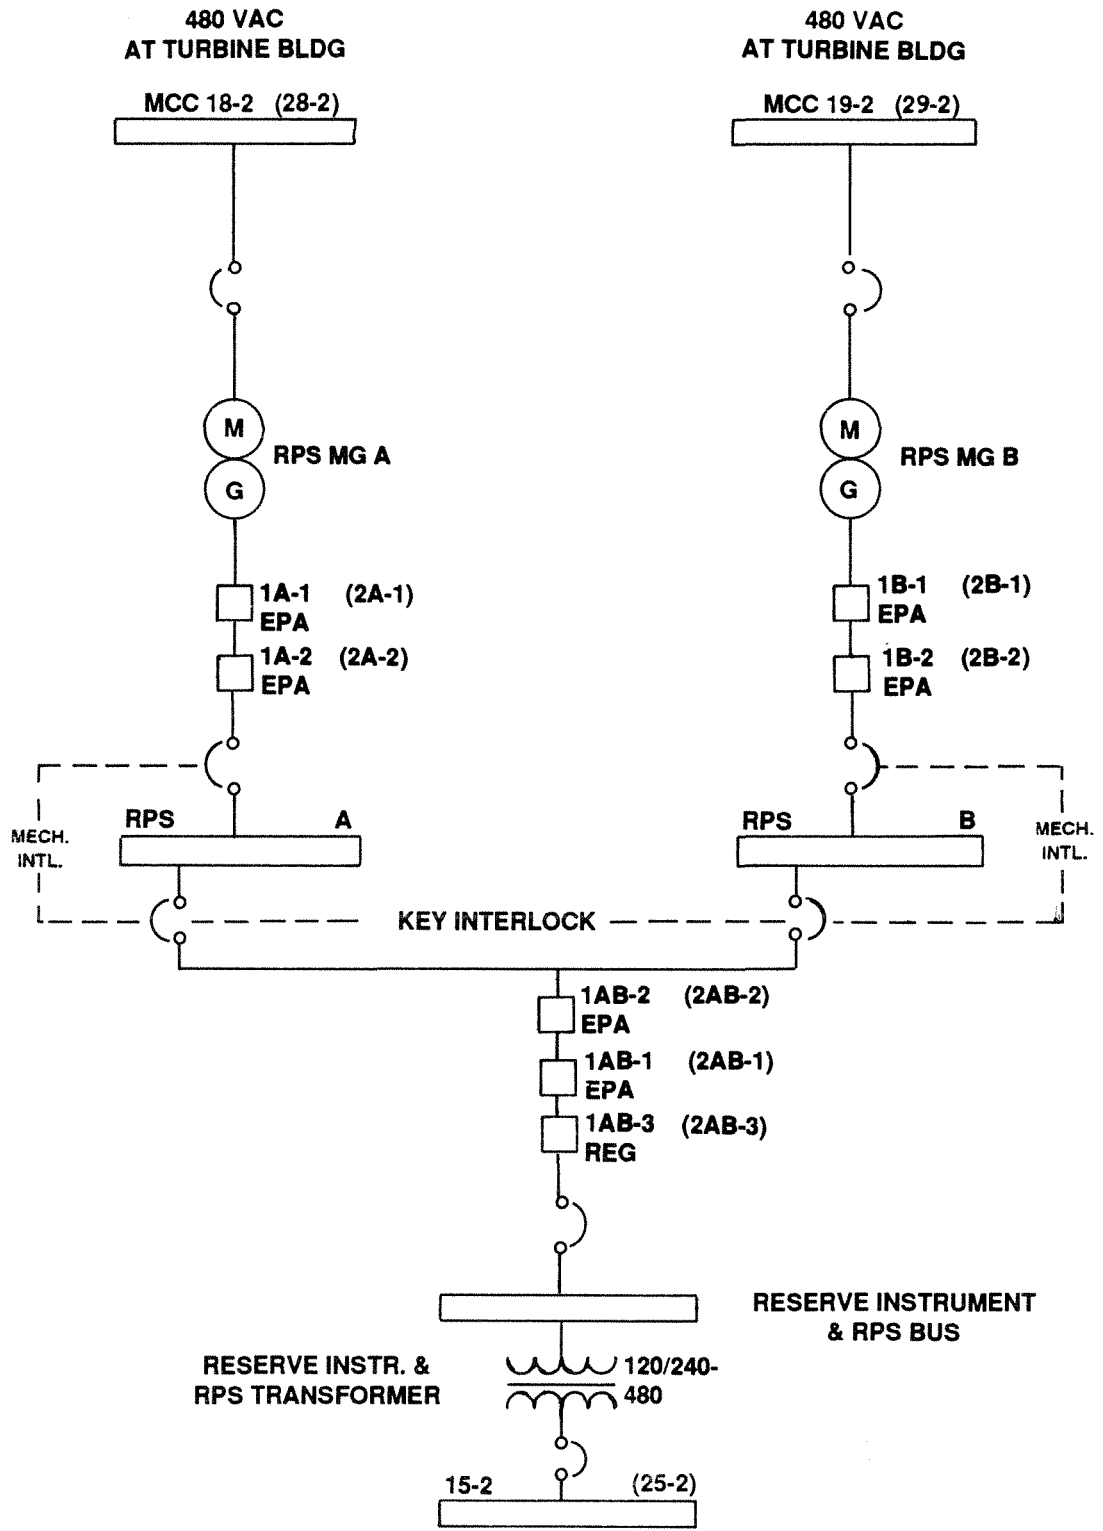 480 VAC
AT TURBINE BLDG
480 VAC
AT TURBINE BLDG
MCC 18-2 (28-2)
MCC 19-2 (29-2)
M
G
RPS MG A
M
G
RPS MG B
1A-1 (2A-1)
EPA
1A-2 (2A-2)
EPA
1B-1 (2B-1)
EPA
1B-2 (2B-2)
EPA
RPS A
RPS B
MECH.
INTL.
MECH.
INTL.
KEY INTERLOCK
1AB-2 (2AB-2)
EPA
1AB-1 (2AB-1)
EPA
1AB-3 (2AB-3)
REG
RESERVE INSTRUMENT
& RPS BUS
RESERVE INSTR. &
RPS TRANSFORMER
120/240-
480
15-2 (25-2)